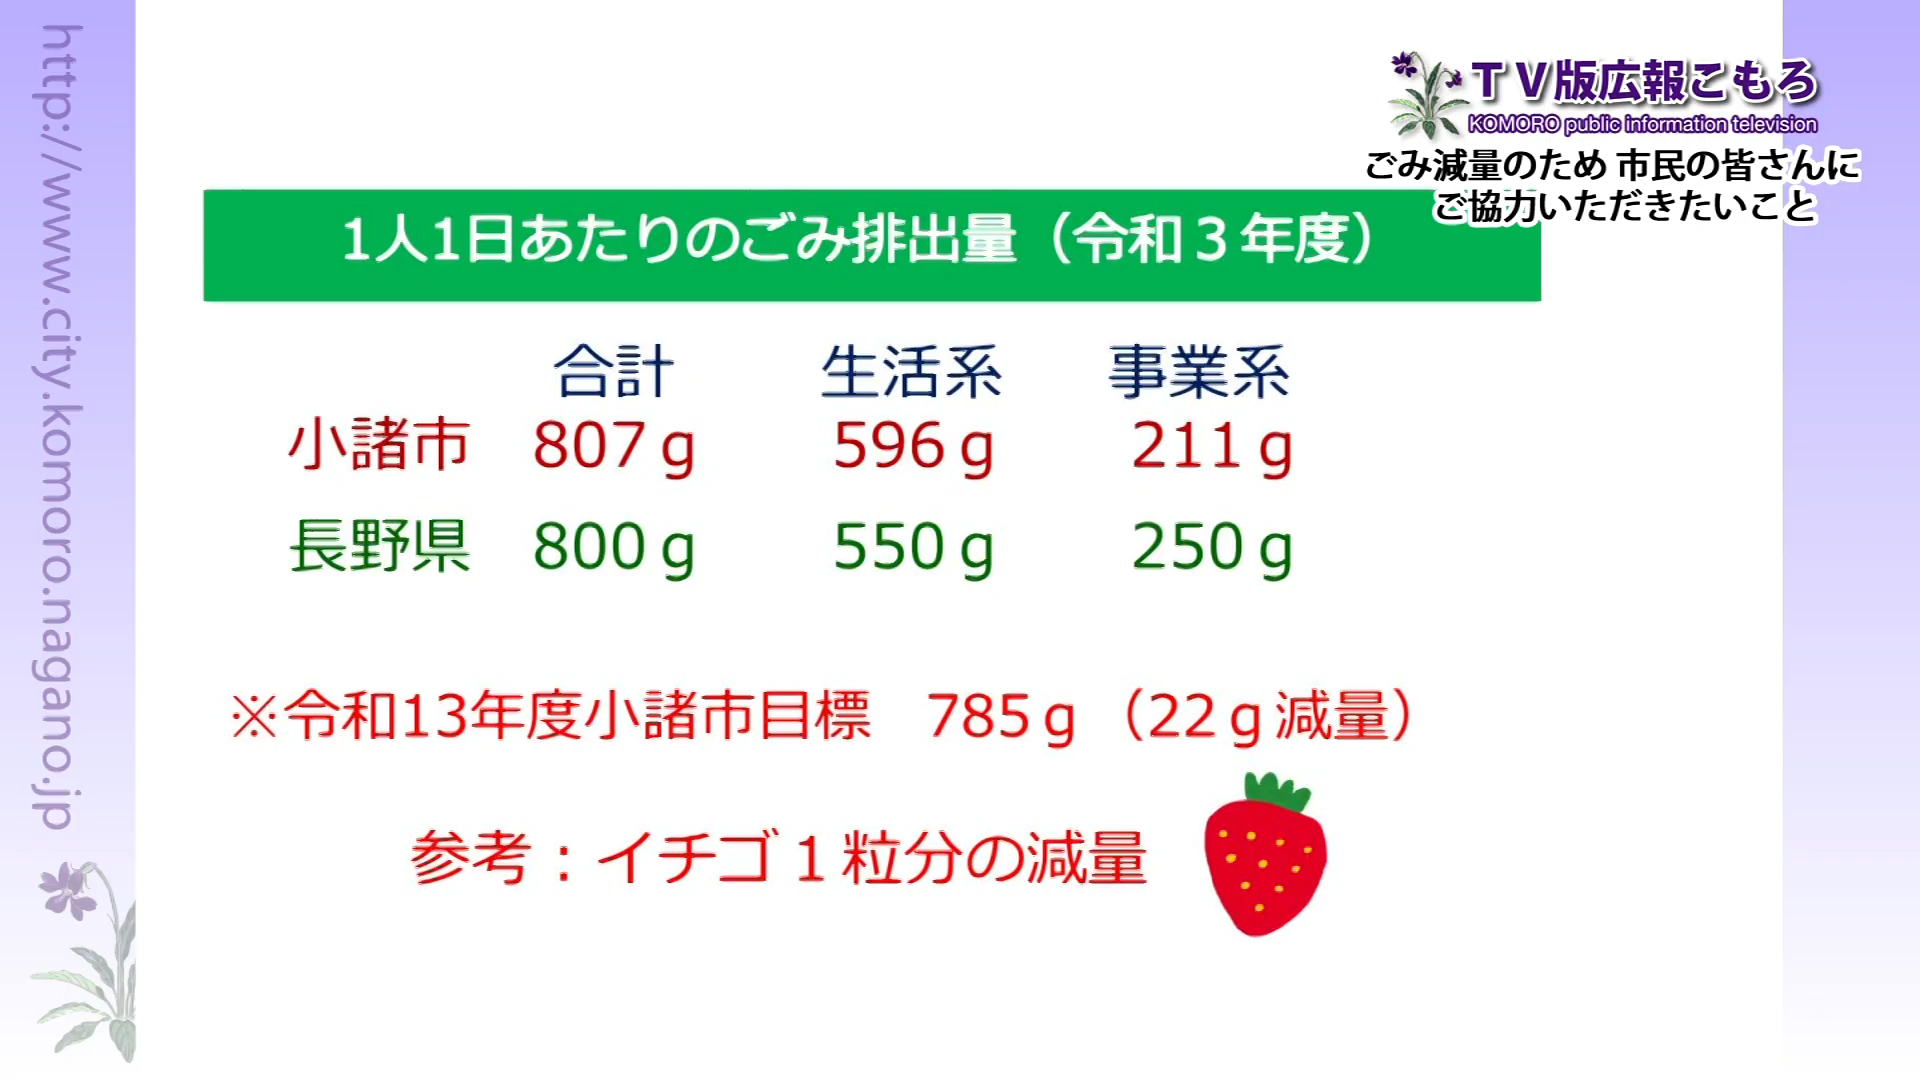 http://www.city.komoro.nagano.jp
TV版広報こもろ
KOMORO public information television
ごみ減量のため 市民の皆さんに
ご協力いただきたいこと
1人1日あたりのごみ排出量（令和３年度）
合計 生活系 事業系
小諸市 807ｇ 596ｇ 211ｇ
長野県 800ｇ 550ｇ 250ｇ
※令和13年度小諸市目標　785ｇ（22ｇ減量）
参考：イチゴ１粒分の減量